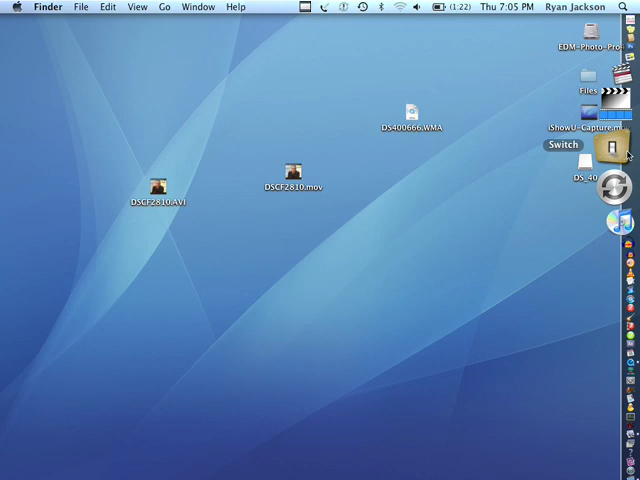 Finder File Edit View Go Window Help (1:22) Thu 7:05 PM Ryan Jackson
EDM-Photo-Pro4
Files
DS400666.WMA
iShowU-Capture.m
Switch
DS_40
DSCF2810.mov
DSCF2810.AVI